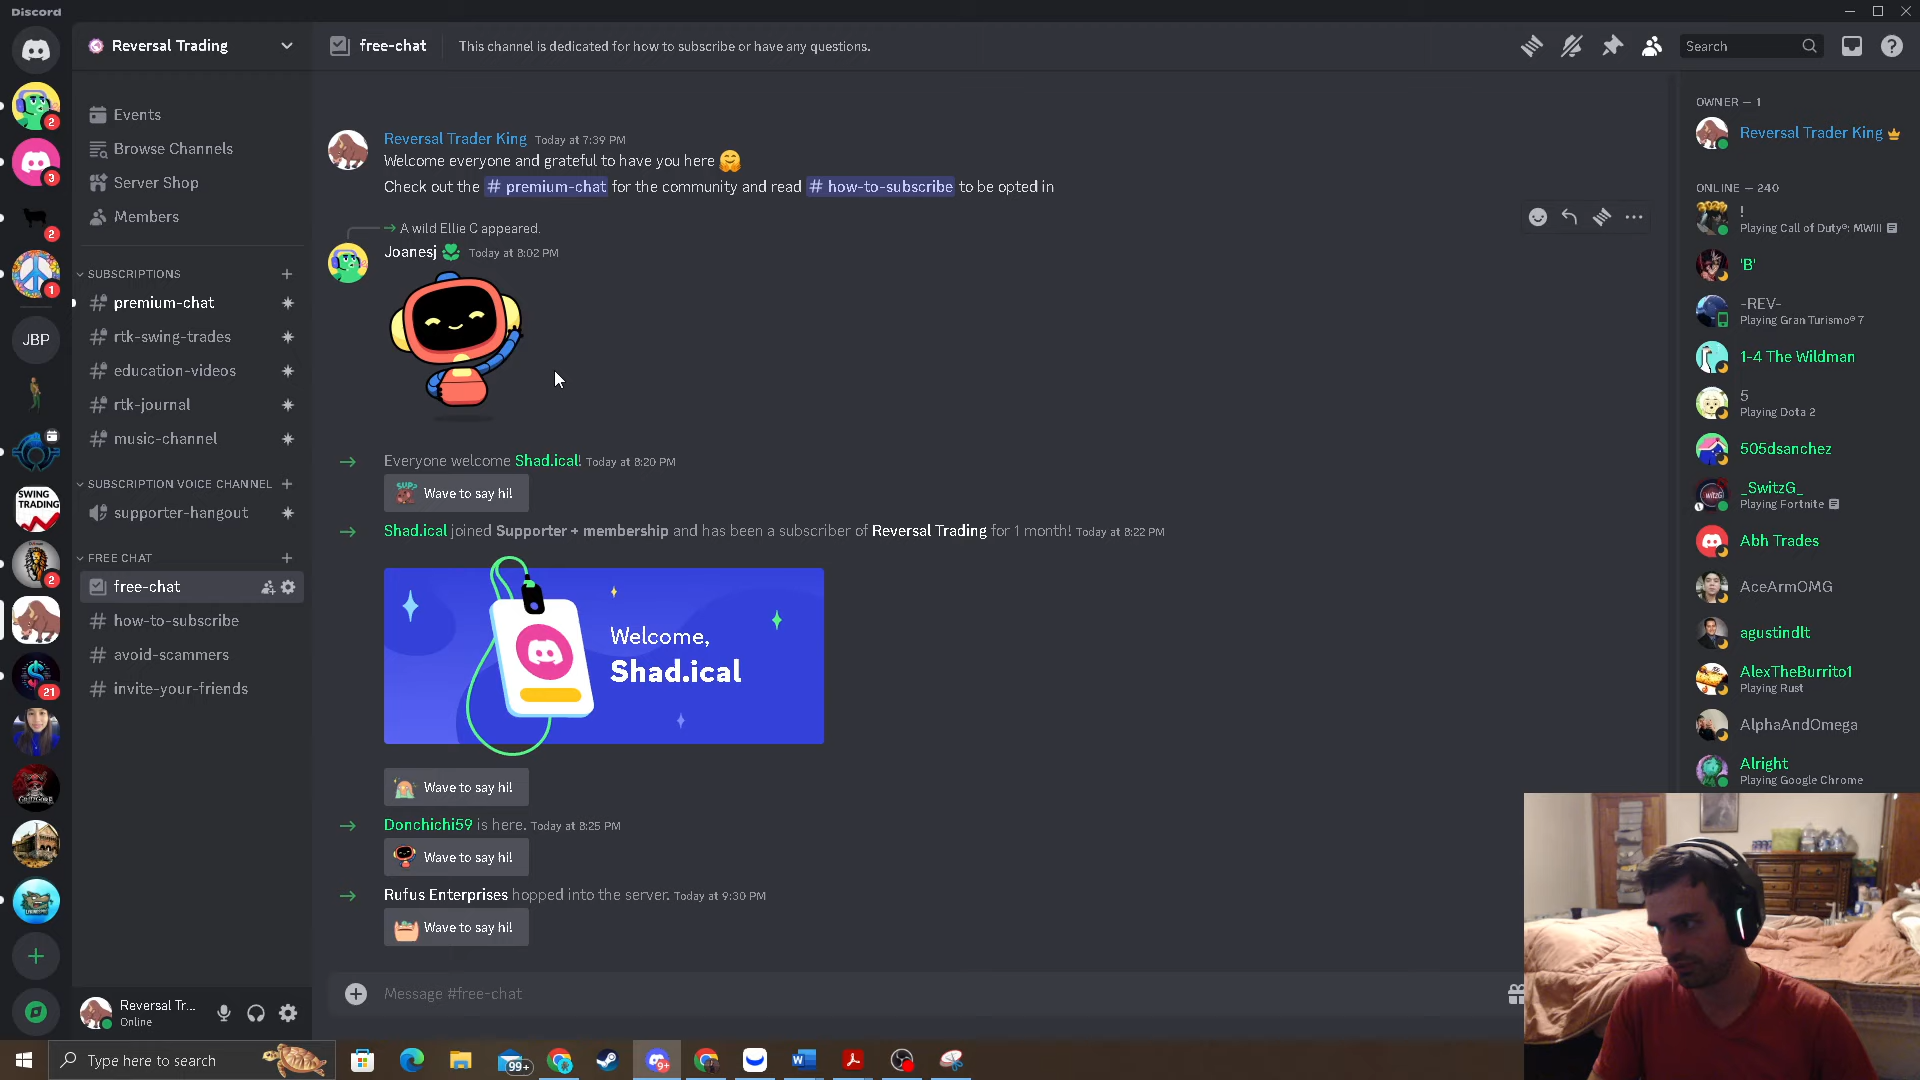 Discord
Reversal Trading
free-chat
This channel is dedicated for how to subscribe or have any questions.
Search
2
3
2
1
JBP
SWING
TRADING
2
21
Events
Browse Channels
Server Shop
Members
SUBSCRIPTIONS
premium-chat
rtk-swing-trades
education-videos
rtk-journal
music-channel
SUBSCRIPTION VOICE CHANNEL
supporter-hangout
FREE CHAT
free-chat
how-to-subscribe
avoid-scammers
invite-your-friends
Reversal Tr...
Online
Reversal Trader King Today at 7:39 PM
Welcome everyone and grateful to have you here
Check out the # premium-chat for the community and read # how-to-subscribe to be opted in
A wild Ellie C appeared.
Joanesj Today at 8:02 PM
Everyone welcome Shad.ical! Today at 8:20 PM
SUP?
Wave to say hi!
Shad.ical joined Supporter + membership and has been a subscriber of Reversal Trading for 1 month! Today at 8:22 PM
Welcome,
Shad.ical
Wave to say hi!
Donchichi59 is here. Today at 8:25 PM
Wave to say hi!
Rufus Enterprises hopped into the server. Today at 9:30 PM
Wave to say hi!
Message #free-chat
OWNER — 1
Reversal Trader King
ONLINE — 240
!
Playing Call of Duty®: MWIII
'B'
-REV-
Playing Gran Turismo® 7
1-4 The Wildman
5
Playing Dota 2
505dsanchez
_SwitzG_
Playing Fortnite
Abh Trades
AceArmOMG
agustindlt
AlexTheBurrito1
Playing Rust
AlphaAndOmega
Alright
Playing Google Chrome
Type here to search
99+
9+